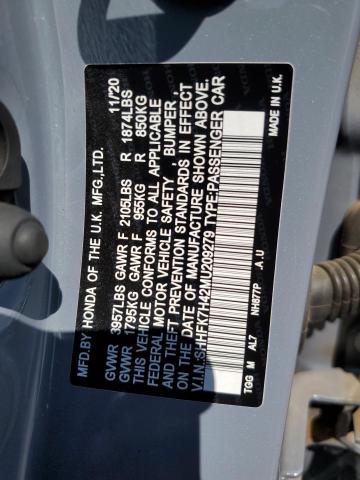 MFD.BY HONDA OF THE U.K. MFG.,LTD. 11/20
GVWR 3957LBS GAWR F 2105LBS R 1874LBS
GVWR 1795KG GAWR F 955KG R 850KG
THIS VEHICLE CONFORMS TO ALL APPLICABLE
FEDERAL MOTOR VEHICLE SAFETY , BUMPER ,
AND THEFT PREVENTION STANDARDS IN EFFECT
ON THE DATE OF MANUFACTURE SHOWN ABOVE.
V.I.N.:SHHFK7H42MU209279 TYPE-PASSENGER CAR
TGG M AL7 NH877P .A U
MADE IN U.K.